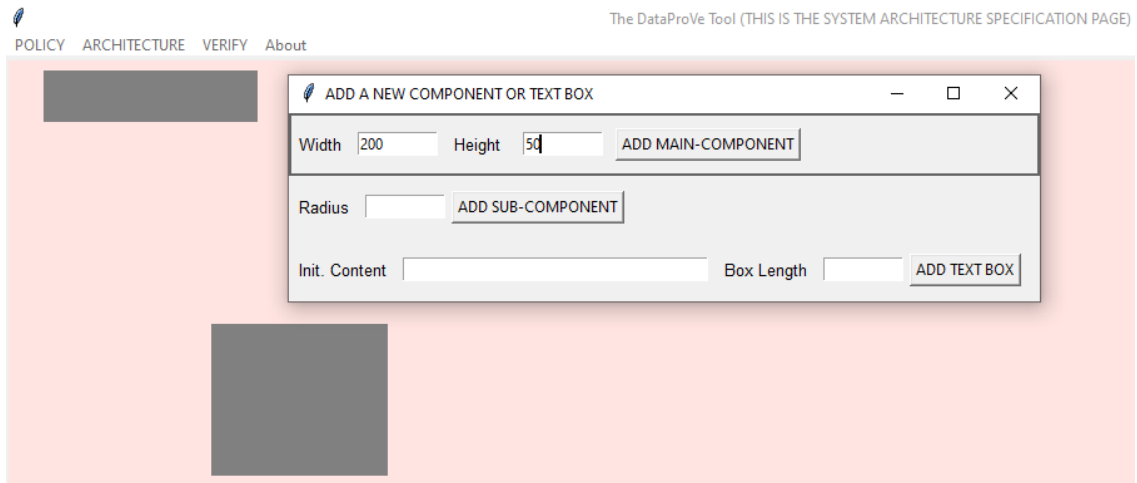 The DataProVe Tool (THIS IS THE SYSTEM ARCHITECTURE SPECIFICATION PAGE)
POLICY ARCHITECTURE VERIFY About
ADD A NEW COMPONENT OR TEXT BOX
Width 200 Height 50 ADD MAIN-COMPONENT
Radius ADD SUB-COMPONENT
Init. Content Box Length ADD TEXT BOX